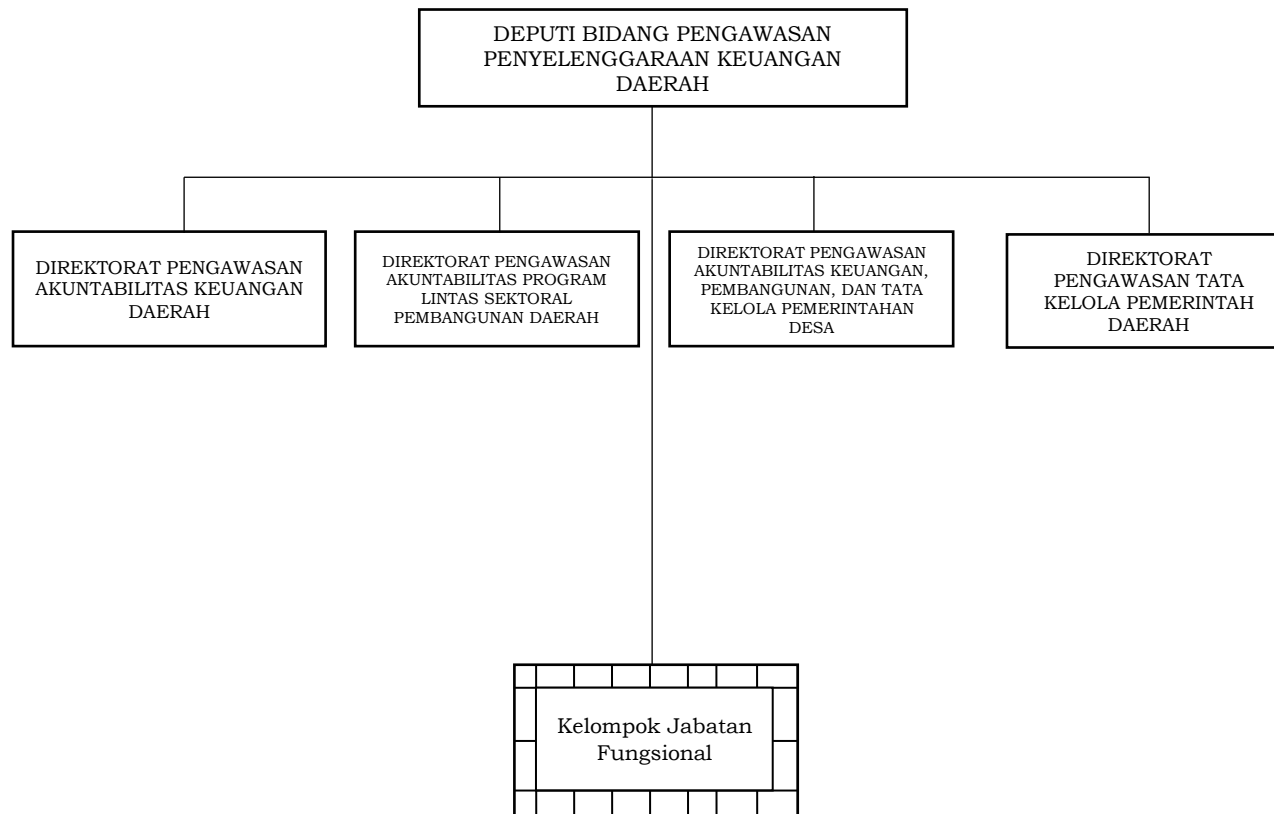 DEPUTI BIDANG PENGAWASAN
PENYELENGGARAAN KEUANGAN
DAERAH
DIREKTORAT PENGAWASAN
AKUNTABILITAS KEUANGAN
DAERAH
DIREKTORAT PENGAWASAN
AKUNTABILITAS PROGRAM
LINTAS SEKTORAL
PEMBANGUNAN DAERAH
DIREKTORAT PENGAWASAN
AKUNTABILITAS KEUANGAN,
PEMBANGUNAN, DAN TATA
KELOLA PEMERINTAHAN
DESA
DIREKTORAT
PENGAWASAN TATA
KELOLA PEMERINTAH
DAERAH
Kelompok Jabatan
Fungsional